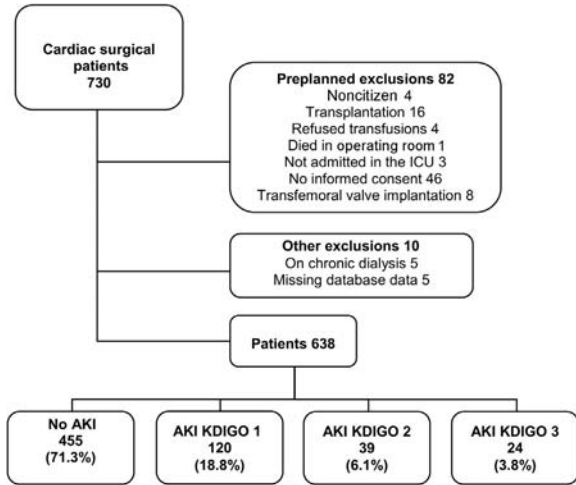 Cardiac surgical
patients
730
Preplanned exclusions 82
Noncitizen 4
Transplantation 16
Refused transfusions 4
Died in operating room 1
Not admitted in the ICU 3
No informed consent 46
Transfemoral valve implantation 8
Other exclusions 10
On chronic dialysis 5
Missing database data 5
Patients 638
No AKI
455
(71.3%)
AKI KDIGO 1
120
(18.8%)
AKI KDIGO 2
39
(6.1%)
AKI KDIGO 3
24
(3.8%)